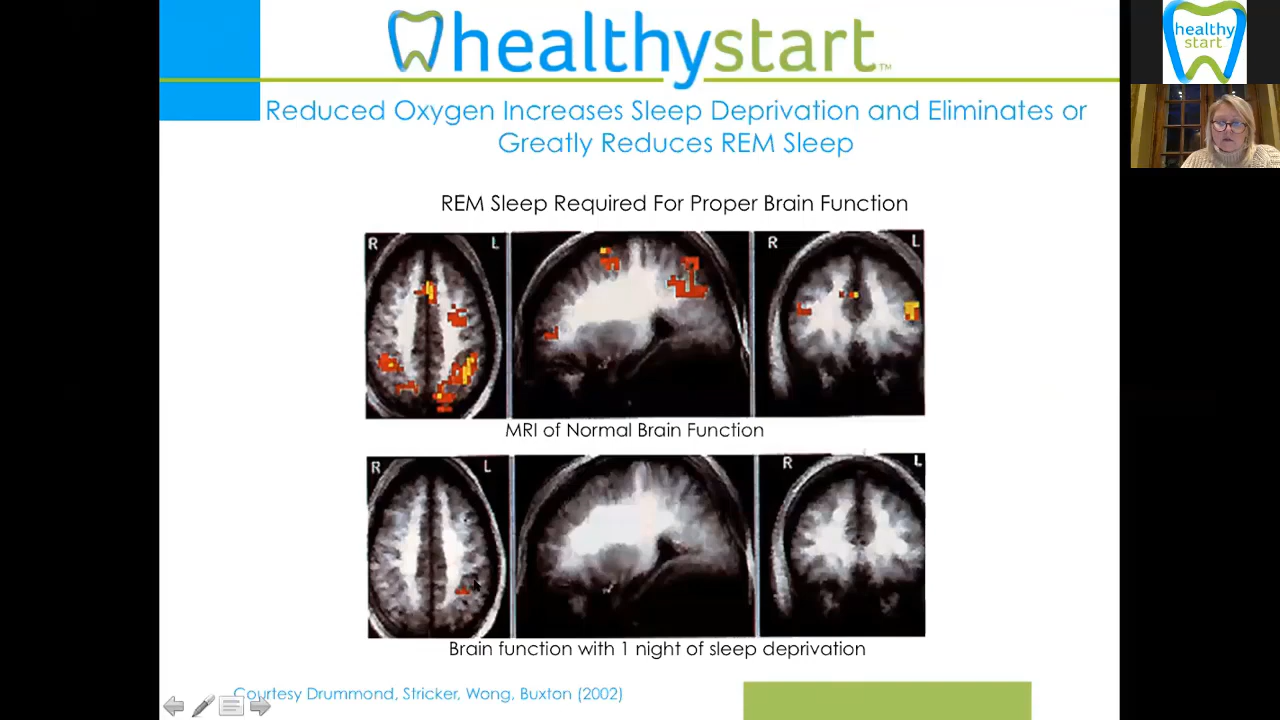 healthystart™
healthy
start
Reduced Oxygen Increases Sleep Deprivation and Eliminates or
Greatly Reduces REM Sleep
REM Sleep Required For Proper Brain Function
R L R L
MRI of Normal Brain Function
R L R L
Brain function with 1 night of sleep deprivation
Courtesy Drummond, Stricker, Wong, Buxton (2002)